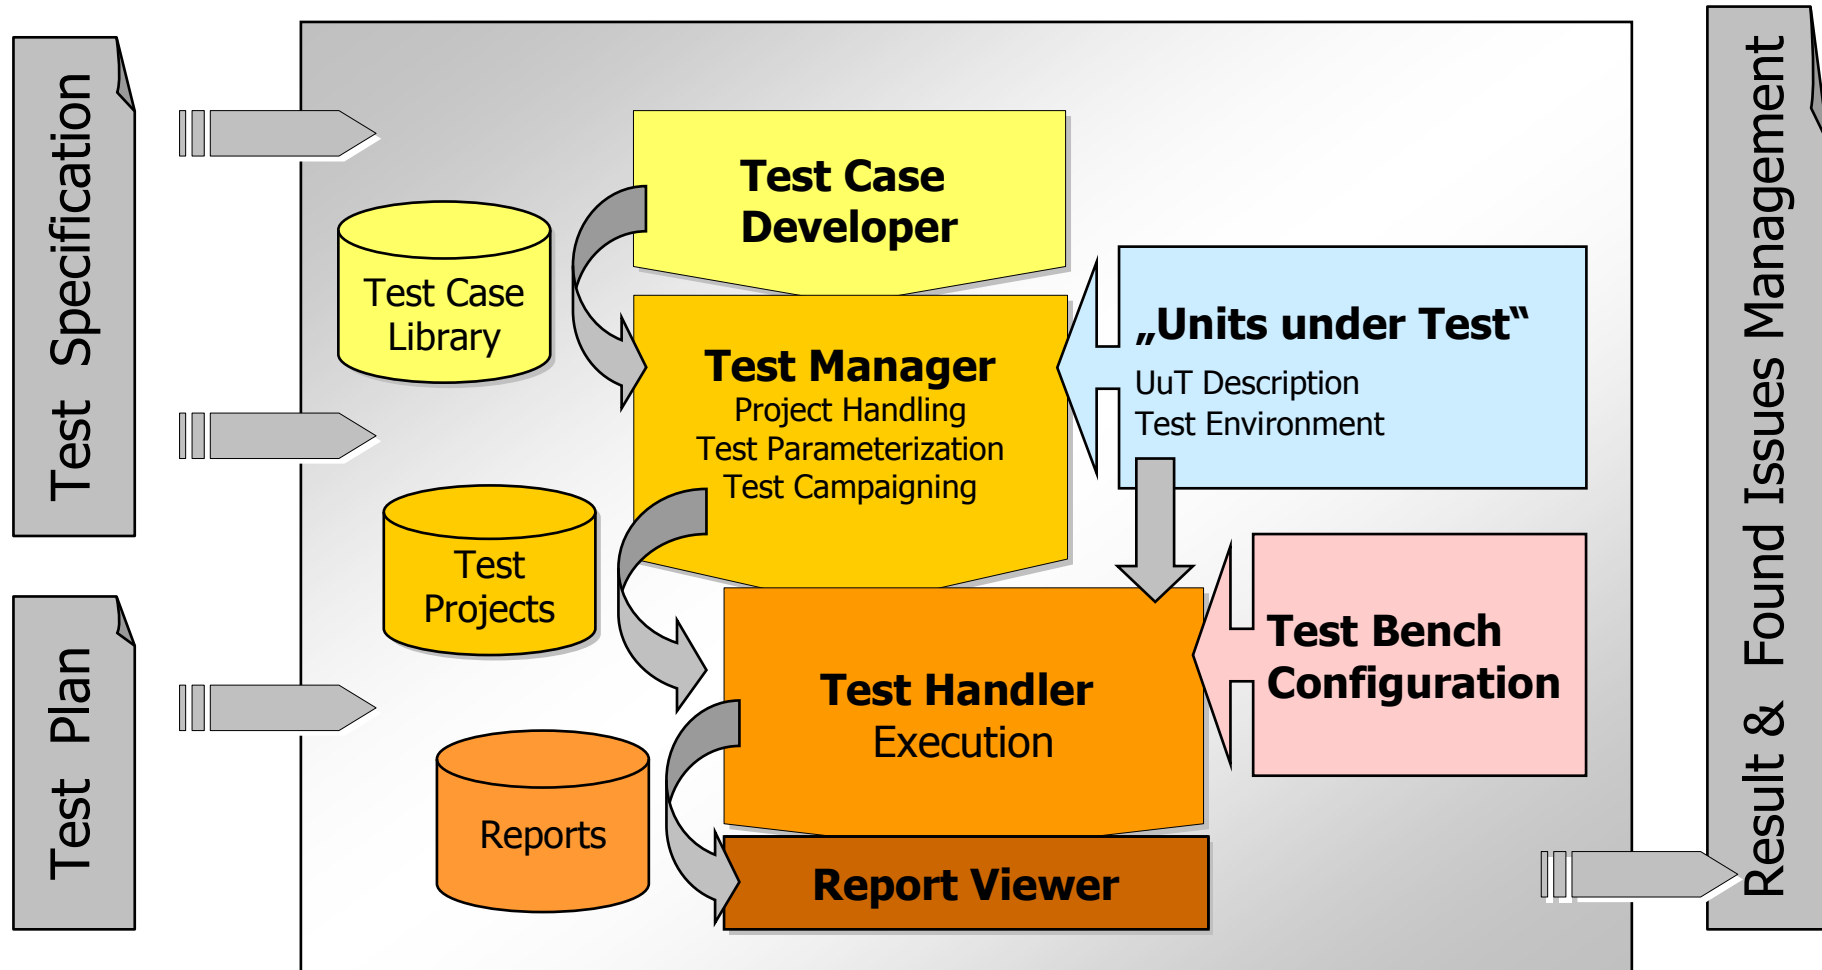 Test Specification
Test Plan
Test Case
Developer
Test Case
Library
„Units under Test“
UuT Description
Test Environment
Test Manager
Project Handling
Test Parameterization
Test Campaigning
Test
Projects
Test Bench
Configuration
Test Handler
Execution
Reports
Report Viewer
Result & Found Issues Management